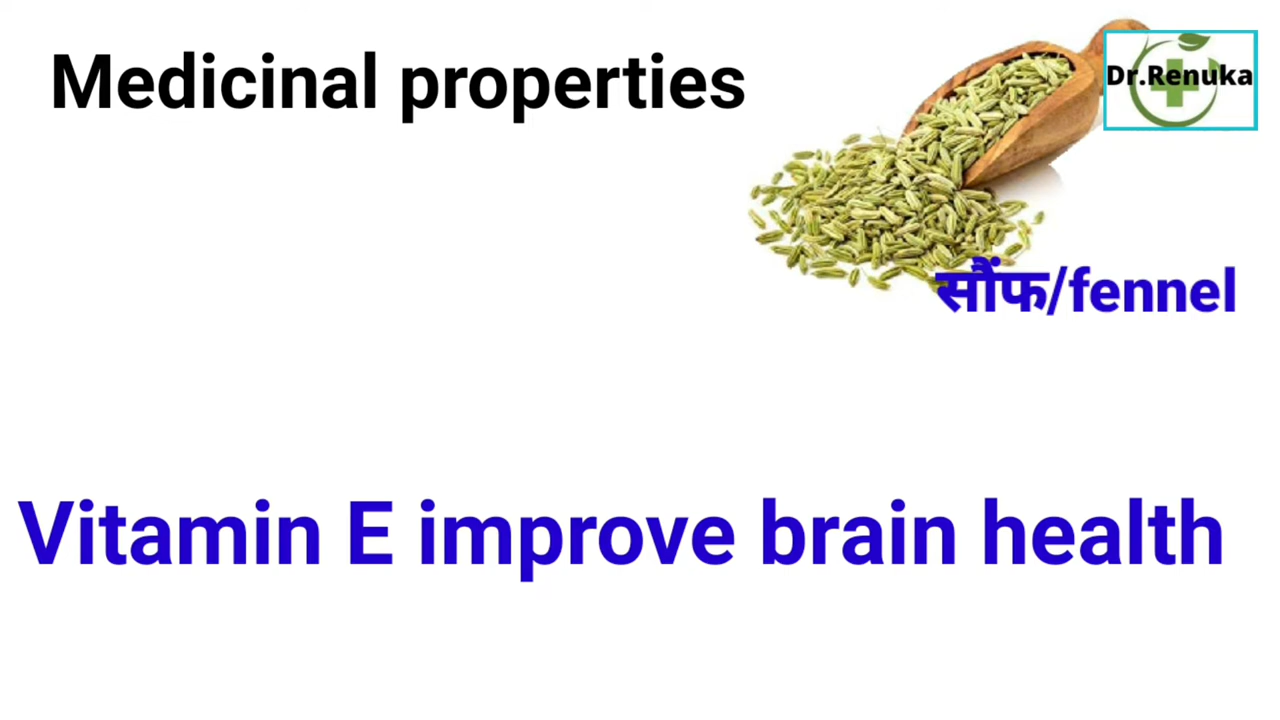 Medicinal properties
Dr.Renuka
सौंफ/fennel
Vitamin E improve brain health